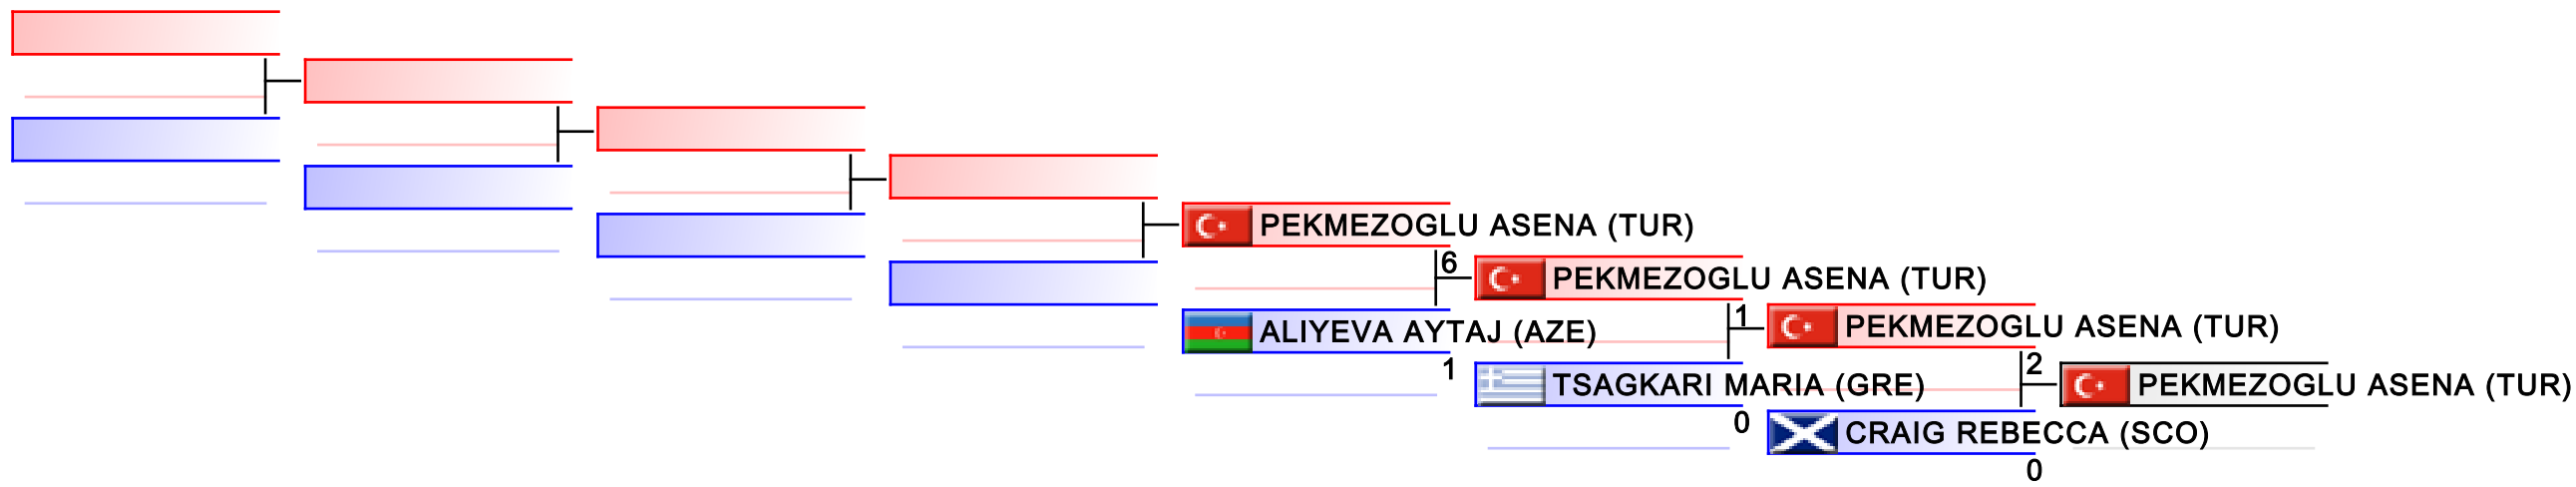 PEKMEZOGLU ASENA (TUR)
6
PEKMEZOGLU ASENA (TUR)
ALIYEVA AYTAJ (AZE)
1
1
PEKMEZOGLU ASENA (TUR)
TSAGKARI MARIA (GRE)
0
2
PEKMEZOGLU ASENA (TUR)
CRAIG REBECCA (SCO)
0